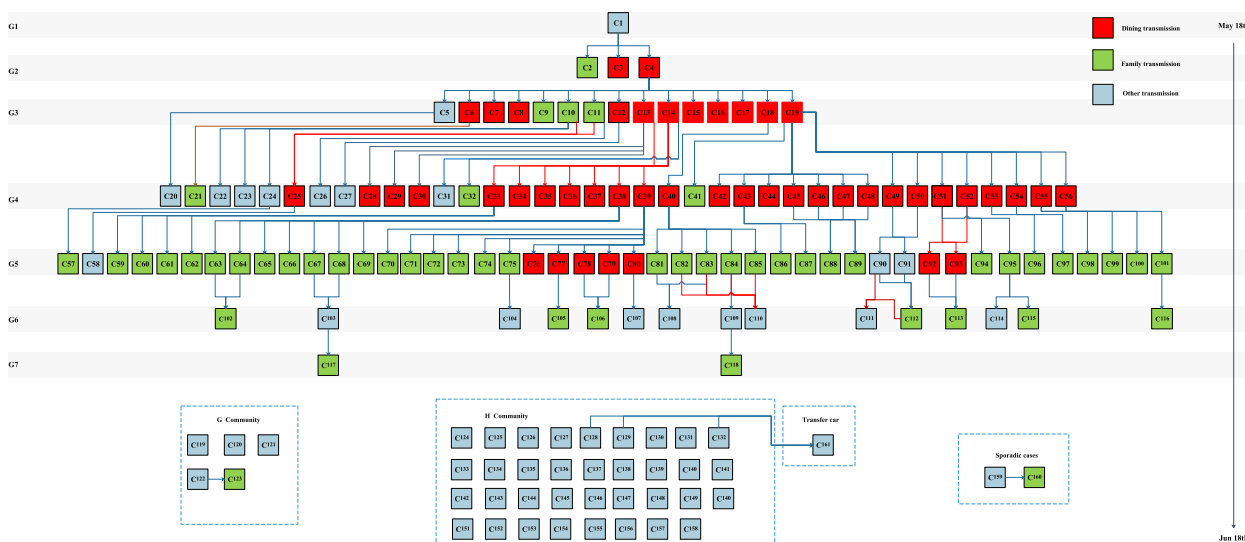 G1 C1 May 18th
Dining transmission
G2 C2 C3 C4
Family transmission
Other transmission
G3 C5 C6 C7 C8 C9 C10 C11 C12 C13 C14 C15 C16 C17 C18 C19
G4 C20 C21 C22 C23 C24 C25 C26 C27 C28 C29 C30 C31 C32 C33 C34 C35 C36 C37 C38 C39 C40 C41 C42 C43 C44 C45 C46 C47 C48 C49 C50 C51 C52 C53 C54 C55 C56
G5 C57 C58 C59 C60 C61 C62 C63 C64 C65 C66 C67 C68 C69 C70 C71 C72 C73 C74 C75 C76 C77 C78 C79 C80 C81 C82 C83 C84 C85 C86 C87 C88 C89 C90 C91 C92 C93 C94 C95 C96 C97 C98 C99 C100 C101
G6 C102 C103 C104 C105 C106 C107 C108 C109 C110 C111 C112 C113 C114 C115 C116
G7 C117 C118
G Community H Community Transfer car
C119 C120 C121 C124 C125 C126 C127 C128 C129 C130 C131 C132 C161
Sporadic cases
C122 C123 C133 C134 C135 C136 C137 C138 C139 C140 C141 C159 C160
C142 C143 C144 C145 C146 C147 C148 C149 C140
C151 C152 C153 C154 C155 C156 C157 C158
Jun 18th